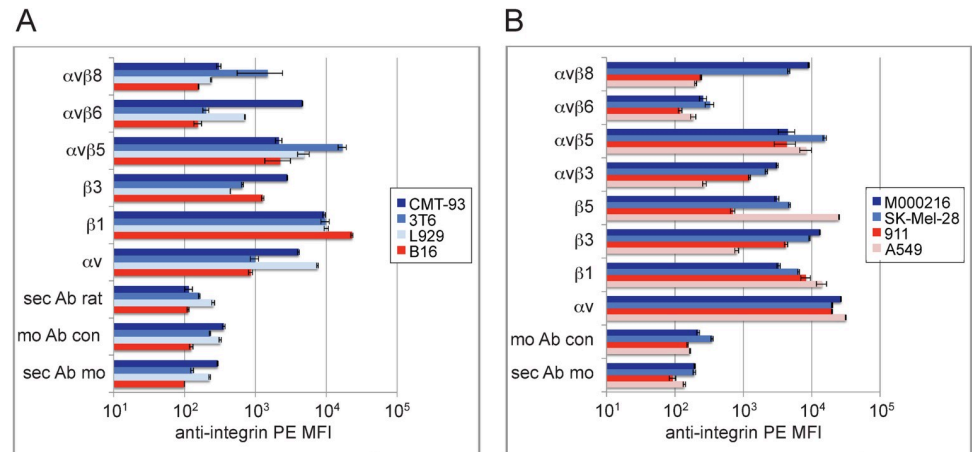 A
αvβ8
αvβ6
αvβ5
β3
β1
αv
sec Ab rat
mo Ab con
sec Ab mo
10¹ 10² 10³ 10⁴ 10⁵
anti-integrin PE MFI
CMT-93
3T6
L929
B16
B
αvβ8
αvβ6
αvβ5
αvβ3
β5
β3
β1
αv
mo Ab con
sec Ab mo
10¹ 10² 10³ 10⁴ 10⁵
anti-integrin PE MFI
M000216
SK-Mel-28
911
A549